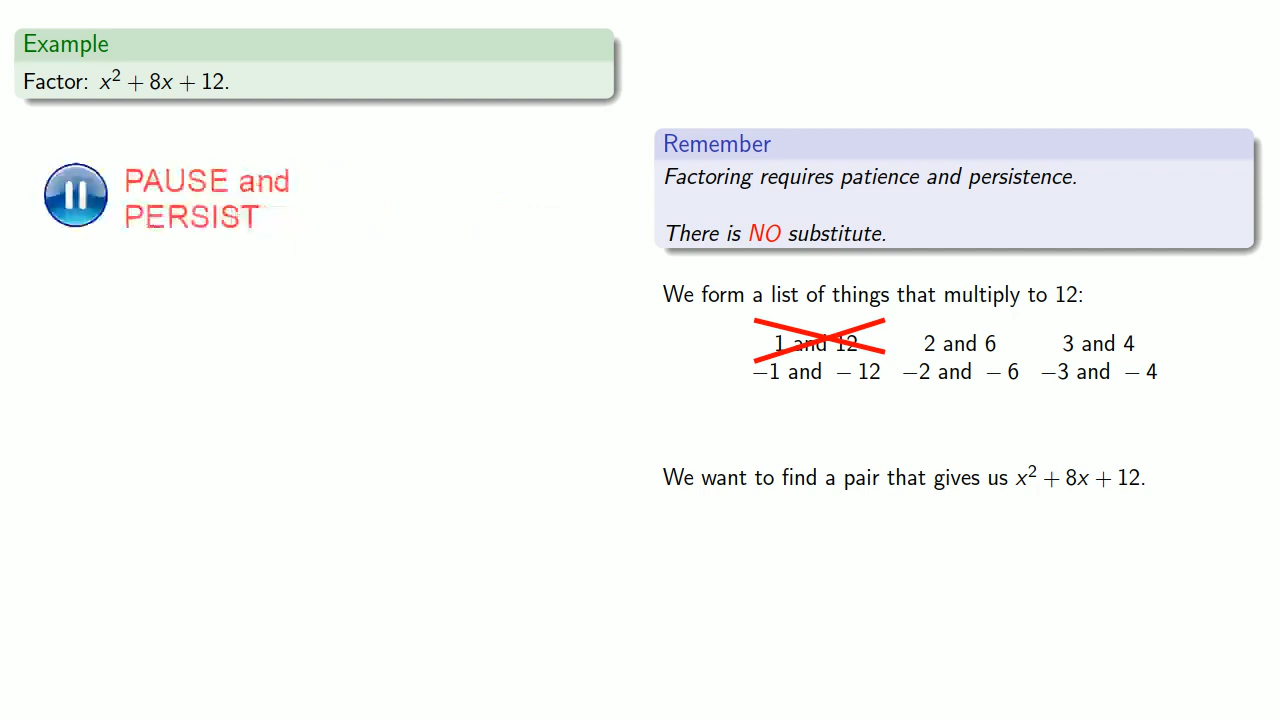 Example
Factor: x² + 8x + 12.
PAUSE and
PERSIST
Remember
Factoring requires patience and persistence.
There is NO substitute.
We form a list of things that multiply to 12:
1 and 12 2 and 6 3 and 4
−1 and − 12 −2 and − 6 −3 and − 4
We want to find a pair that gives us x² + 8x + 12.